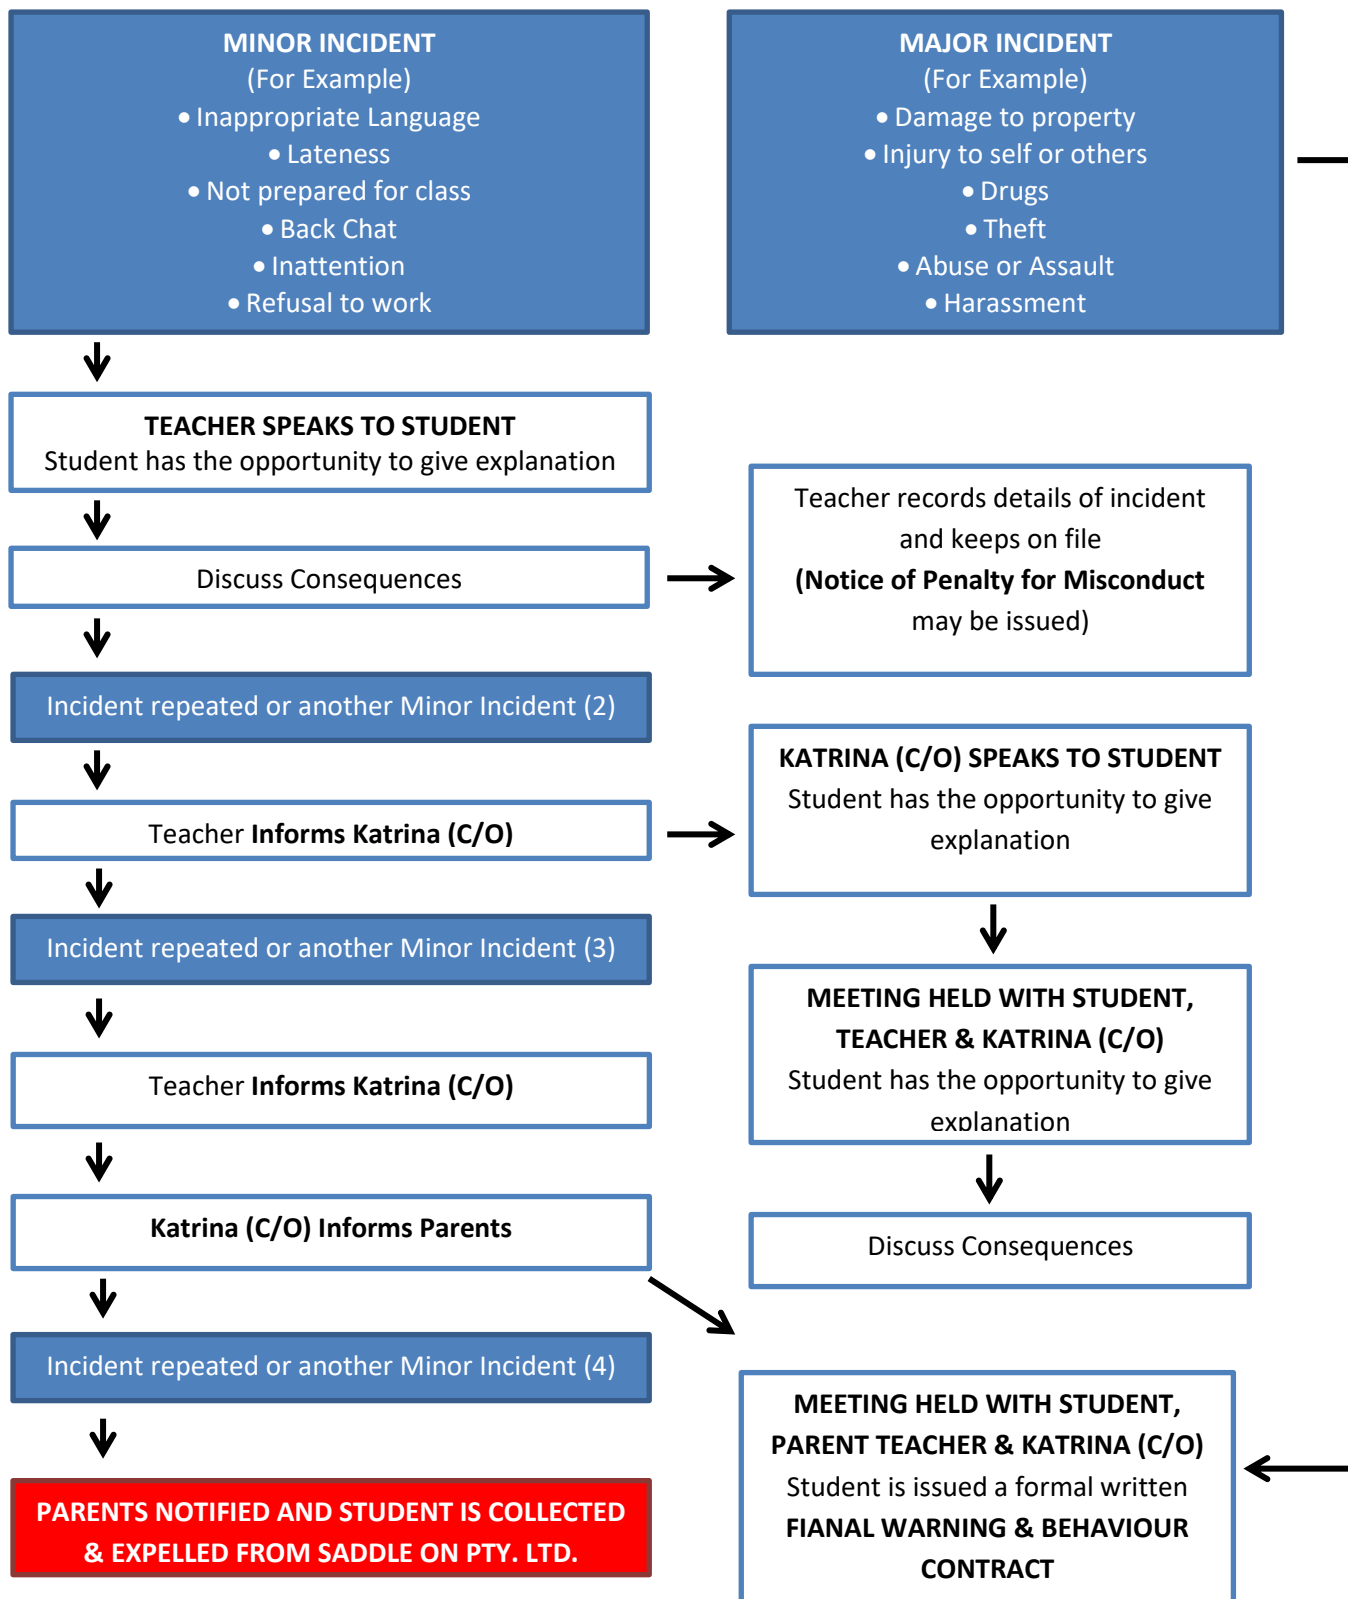 MINOR INCIDENT
(For Example)
• Inappropriate Language
• Lateness
• Not prepared for class
• Back Chat
• Inattention
• Refusal to work
MAJOR INCIDENT
(For Example)
• Damage to property
• Injury to self or others
• Drugs
• Theft
• Abuse or Assault
• Harassment
TEACHER SPEAKS TO STUDENT
Student has the opportunity to give explanation
Discuss Consequences
Teacher records details of incident
and keeps on file
(Notice of Penalty for Misconduct
may be issued)
Incident repeated or another Minor Incident (2)
Teacher Informs Katrina (C/O)
KATRINA (C/O) SPEAKS TO STUDENT
Student has the opportunity to give
explanation
Incident repeated or another Minor Incident (3)
MEETING HELD WITH STUDENT,
TEACHER & KATRINA (C/O)
Student has the opportunity to give
explanation
Teacher Informs Katrina (C/O)
Katrina (C/O) Informs Parents
Discuss Consequences
Incident repeated or another Minor Incident (4)
MEETING HELD WITH STUDENT,
PARENT TEACHER & KATRINA (C/O)
Student is issued a formal written
FIANAL WARNING & BEHAVIOUR
CONTRACT
PARENTS NOTIFIED AND STUDENT IS COLLECTED
& EXPELLED FROM SADDLE ON PTY. LTD.